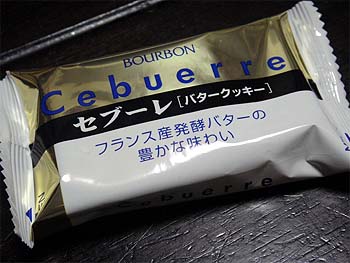 BOURBON
Cebuerre
セブーレ[バタークッキー]
フランス産発酵バターの
豊かな味わい
Cebuerre